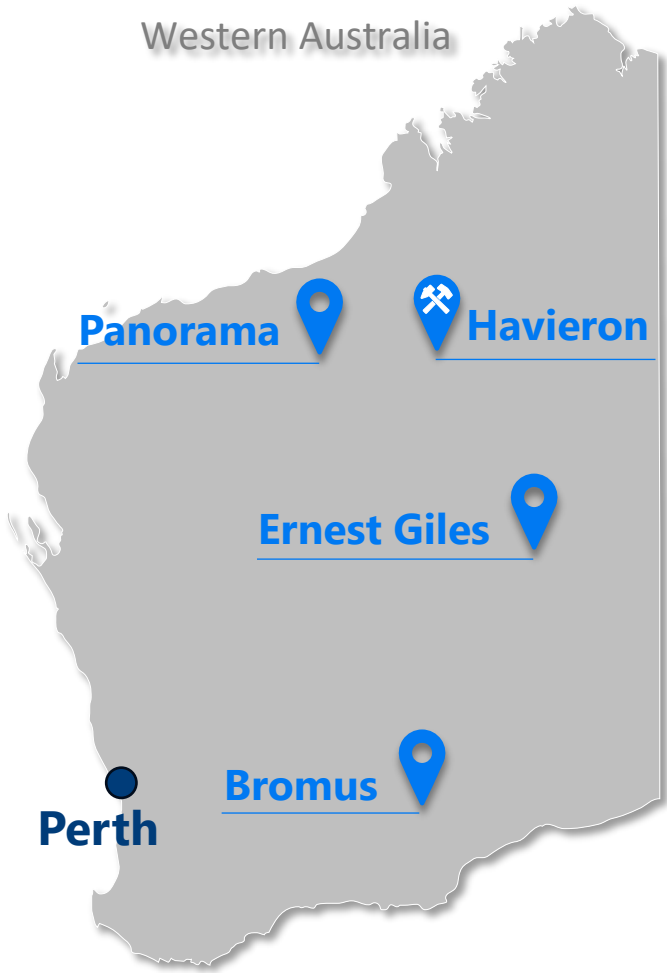 Western Australia
Panorama
Havieron
Ernest Giles
Bromus
Perth